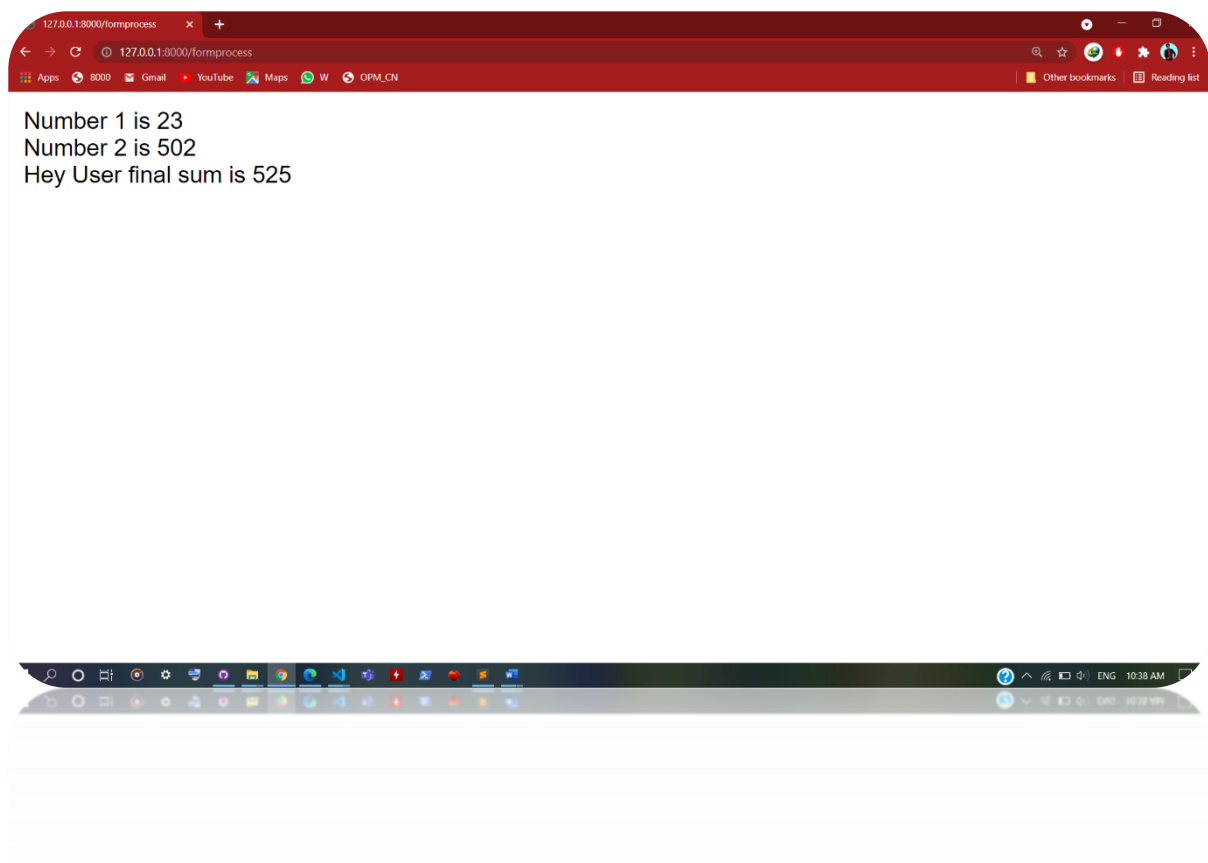 127.0.0.1:8000/formprocess
127.0.0.1:8000/formprocess
Apps 8000 Gmail YouTube Maps W OPM_CN Other bookmarks Reading list
Number 1 is 23
Number 2 is 502
Hey User final sum is 525
ENG 10:38 AM